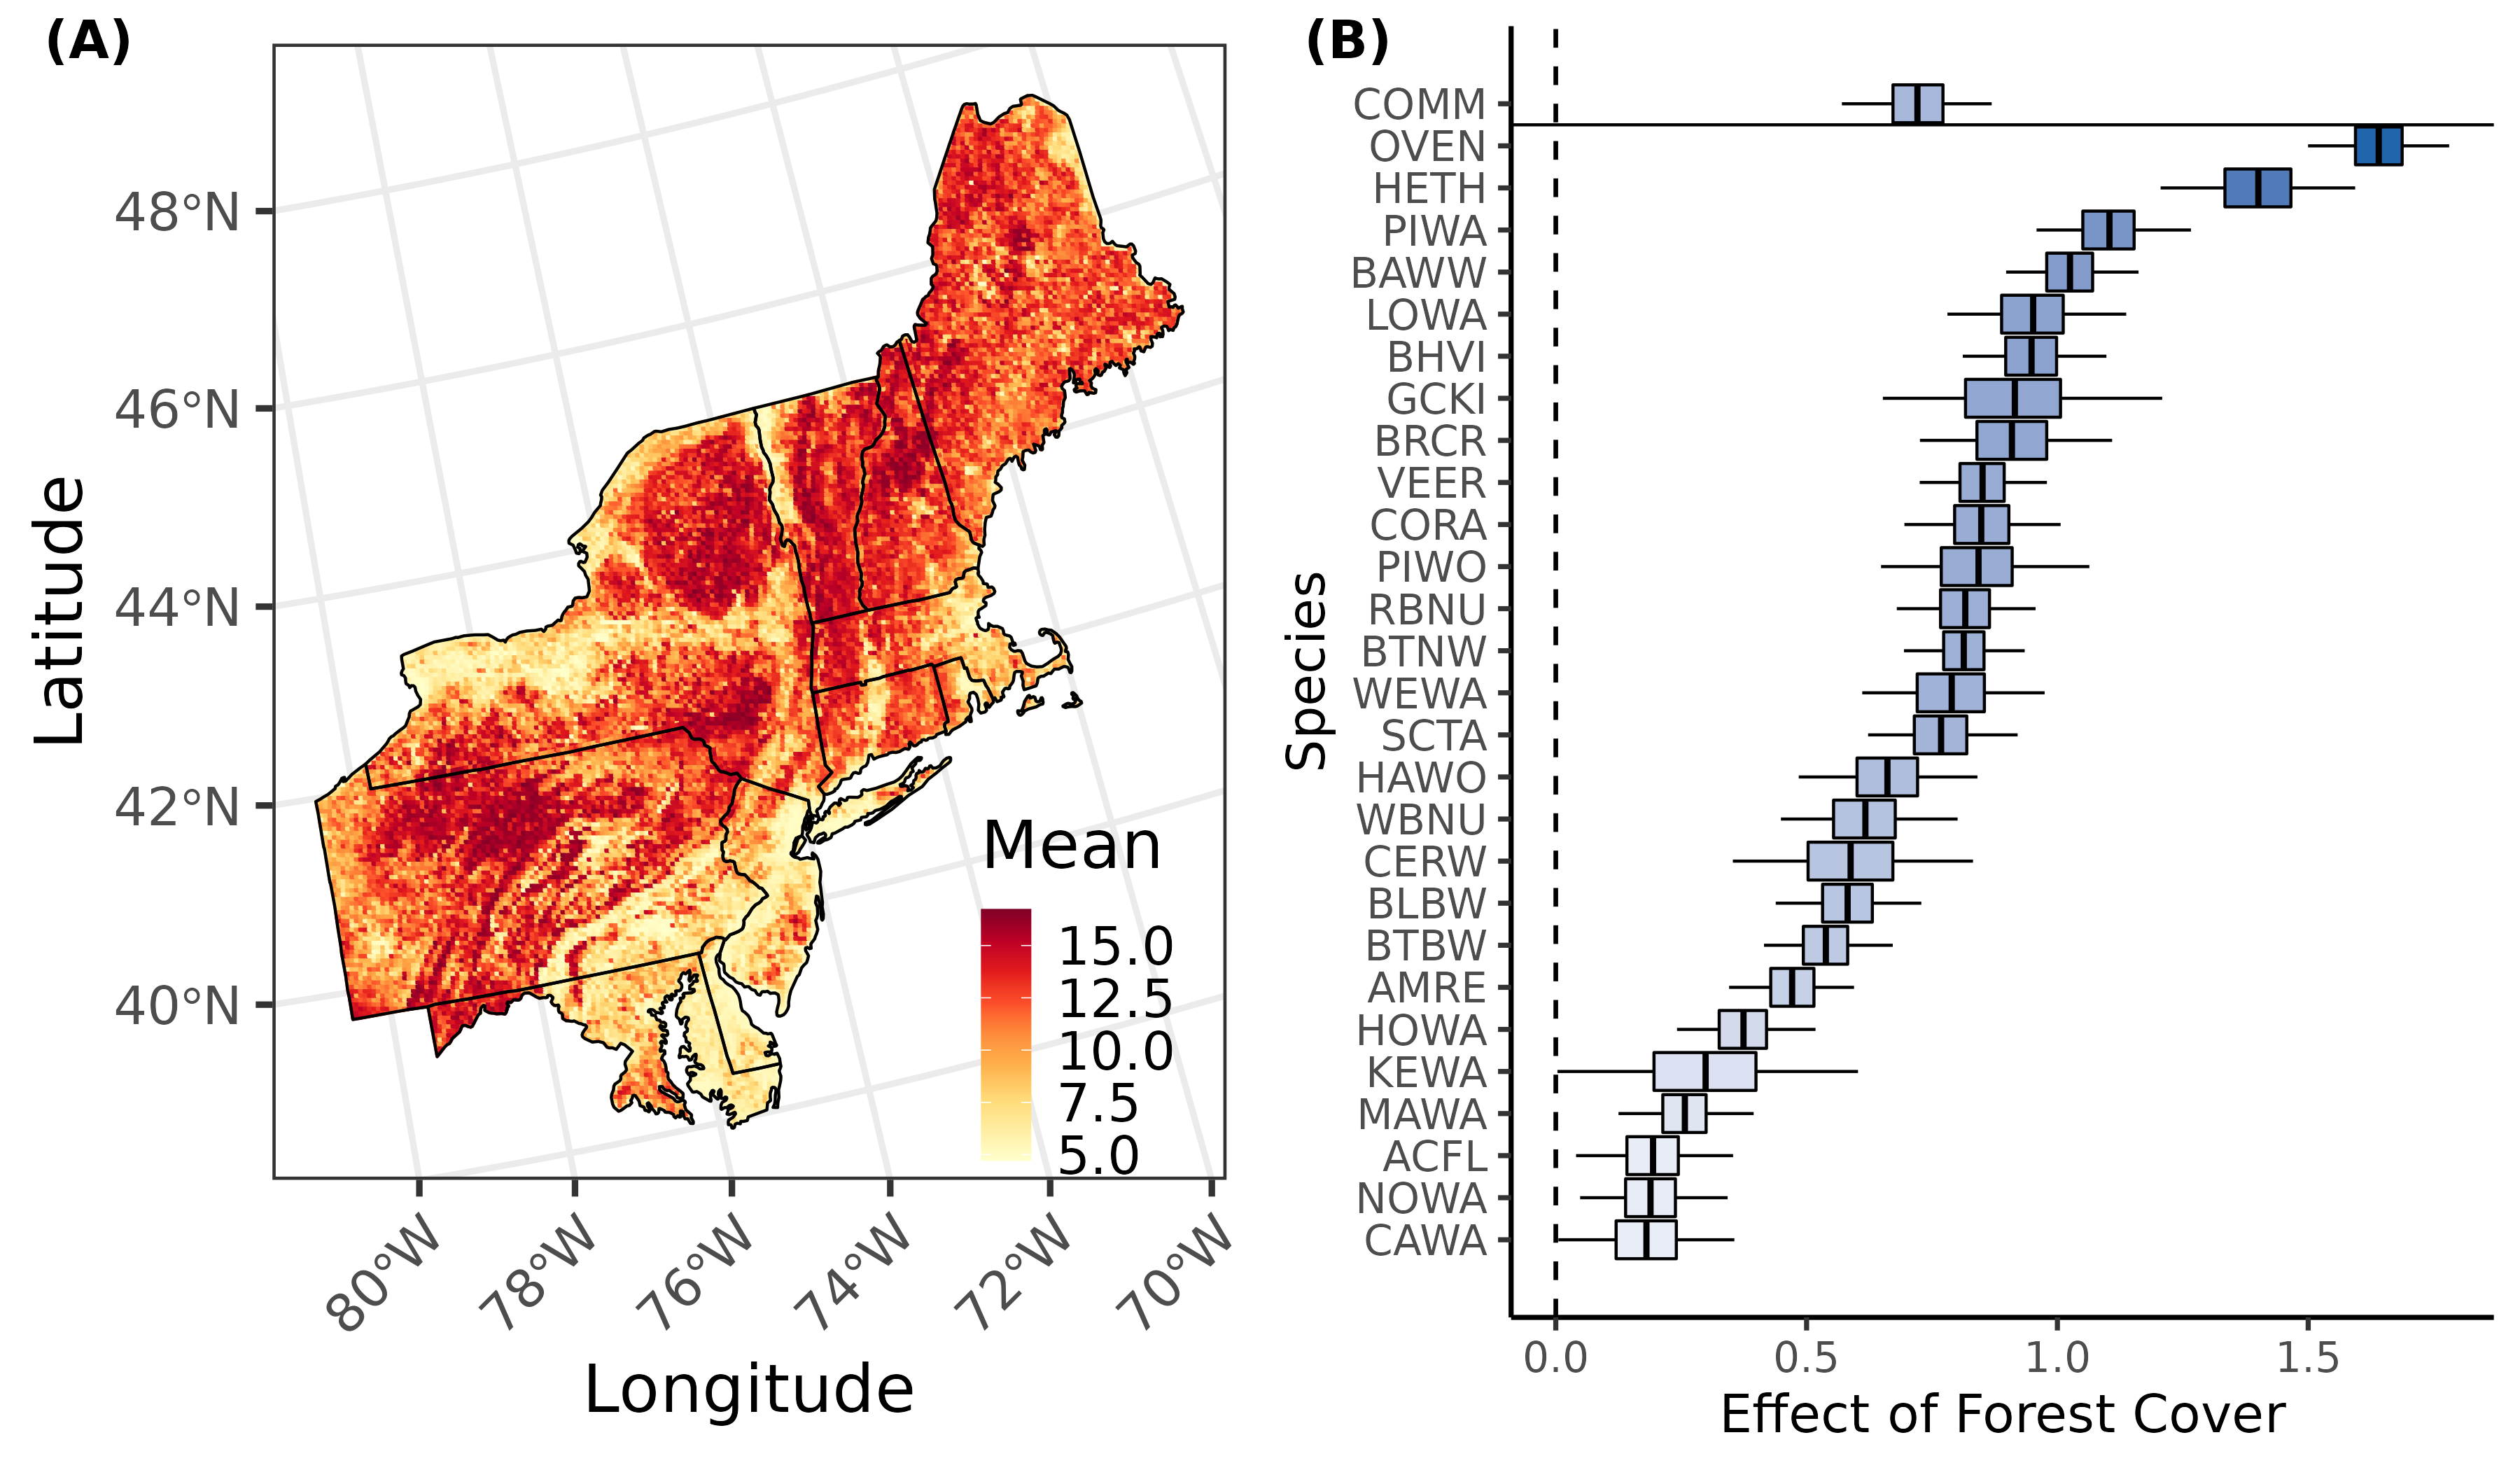 (A)
Latitude
48°N
46°N
44°N
42°N
40°N
80°W
78°W
76°W
74°W
72°W
70°W
Longitude
Mean
15.0
12.5
10.0
7.5
5.0
(B)
Species
COMM
OVEN
HETH
PIWA
BAWW
LOWA
BHVI
GCKI
BRCR
VEER
CORA
PIWO
RBNU
BTNW
WEWA
SCTA
HAWO
WBNU
CERW
BLBW
BTBW
AMRE
HOWA
KEWA
MAWA
ACFL
NOWA
CAWA
0.0
0.5
1.0
1.5
Effect of Forest Cover